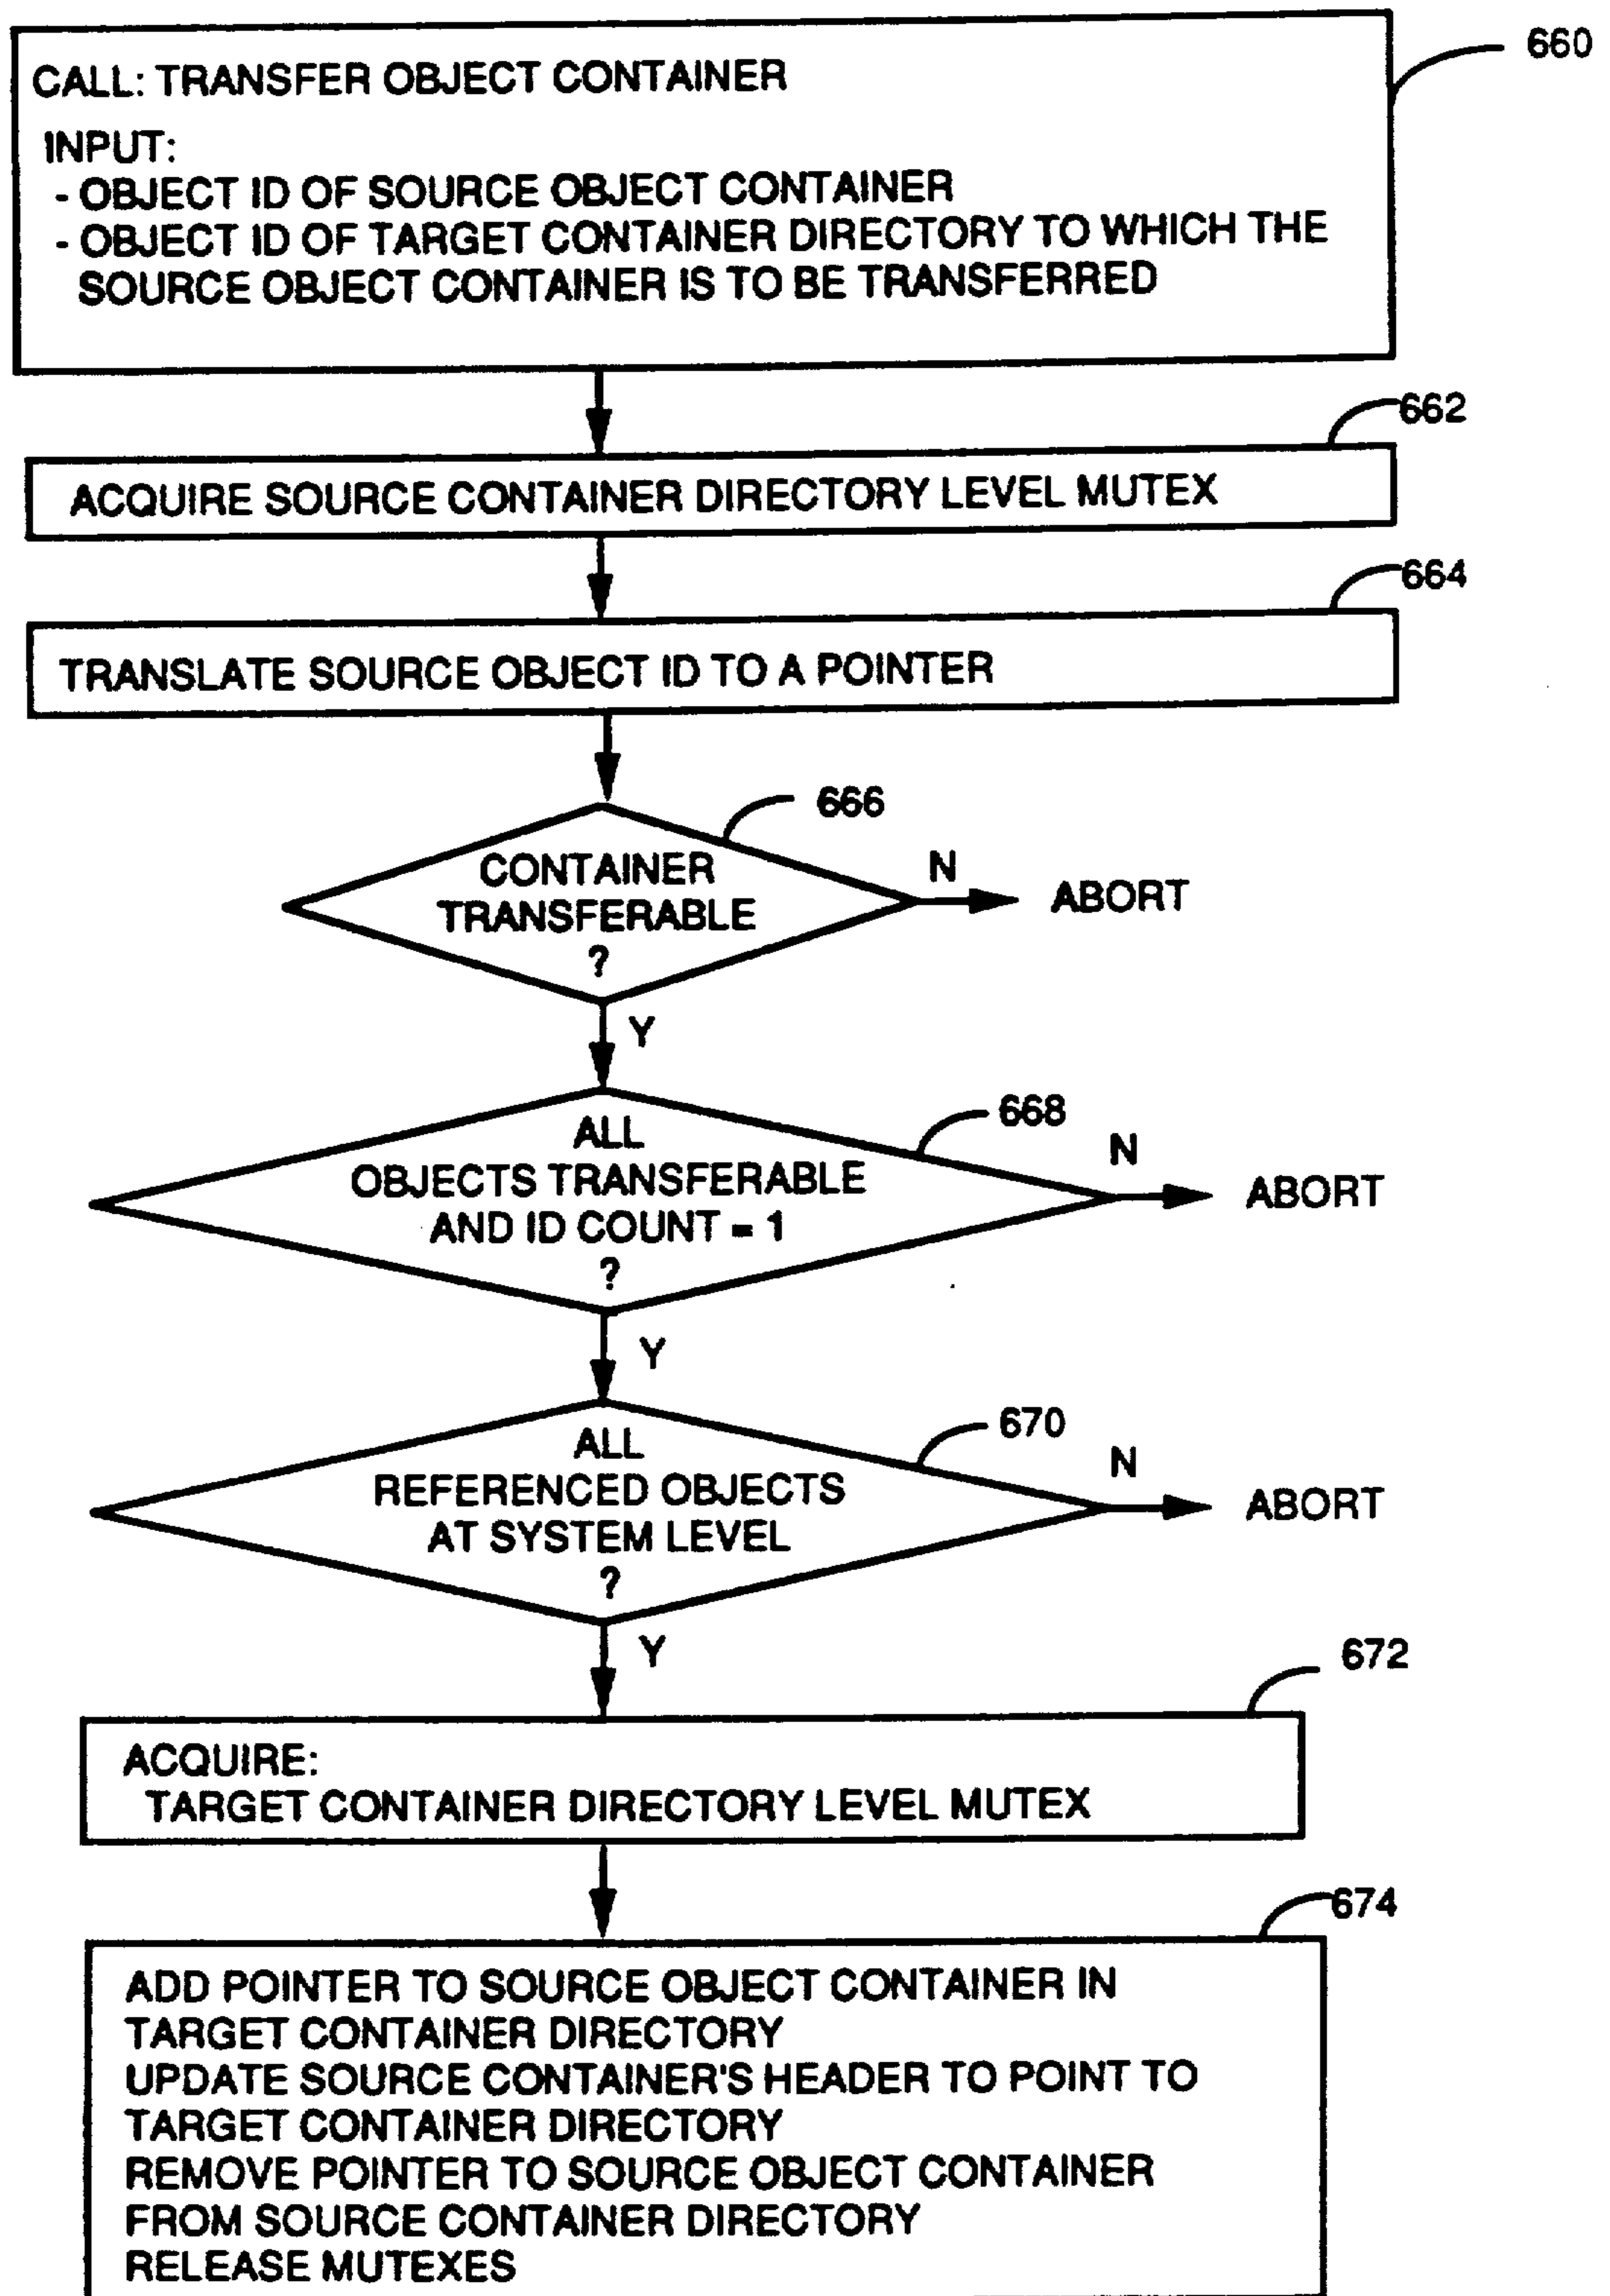 660
CALL: TRANSFER OBJECT CONTAINER
INPUT:
- OBJECT ID OF SOURCE OBJECT CONTAINER
- OBJECT ID OF TARGET CONTAINER DIRECTORY TO WHICH THE
SOURCE OBJECT CONTAINER IS TO BE TRANSFERRED
662
ACQUIRE SOURCE CONTAINER DIRECTORY LEVEL MUTEX
664
TRANSLATE SOURCE OBJECT ID TO A POINTER
666
CONTAINER
TRANSFERABLE
?
N
ABORT
Y
668
ALL
OBJECTS TRANSFERABLE
AND ID COUNT = 1
?
N
ABORT
Y
670
ALL
REFERENCED OBJECTS
AT SYSTEM LEVEL
?
N
ABORT
Y
672
ACQUIRE:
TARGET CONTAINER DIRECTORY LEVEL MUTEX
674
ADD POINTER TO SOURCE OBJECT CONTAINER IN
TARGET CONTAINER DIRECTORY
UPDATE SOURCE CONTAINER'S HEADER TO POINT TO
TARGET CONTAINER DIRECTORY
REMOVE POINTER TO SOURCE OBJECT CONTAINER
FROM SOURCE CONTAINER DIRECTORY
RELEASE MUTEXES